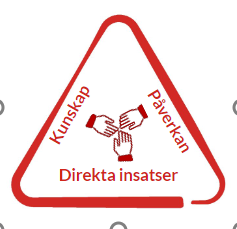 Kunskap
Påverkan
Direkta insatser